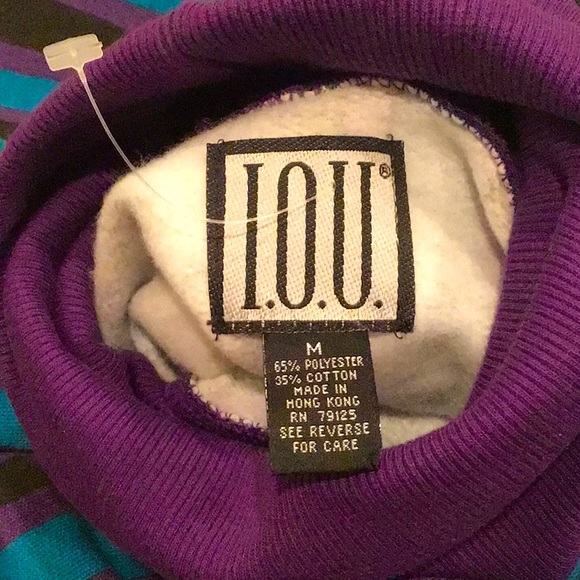 I.O.U.®
M
65% POLYESTER
35% COTTON
MADE IN
HONG KONG
RN 79125
SEE REVERSE
FOR CARE